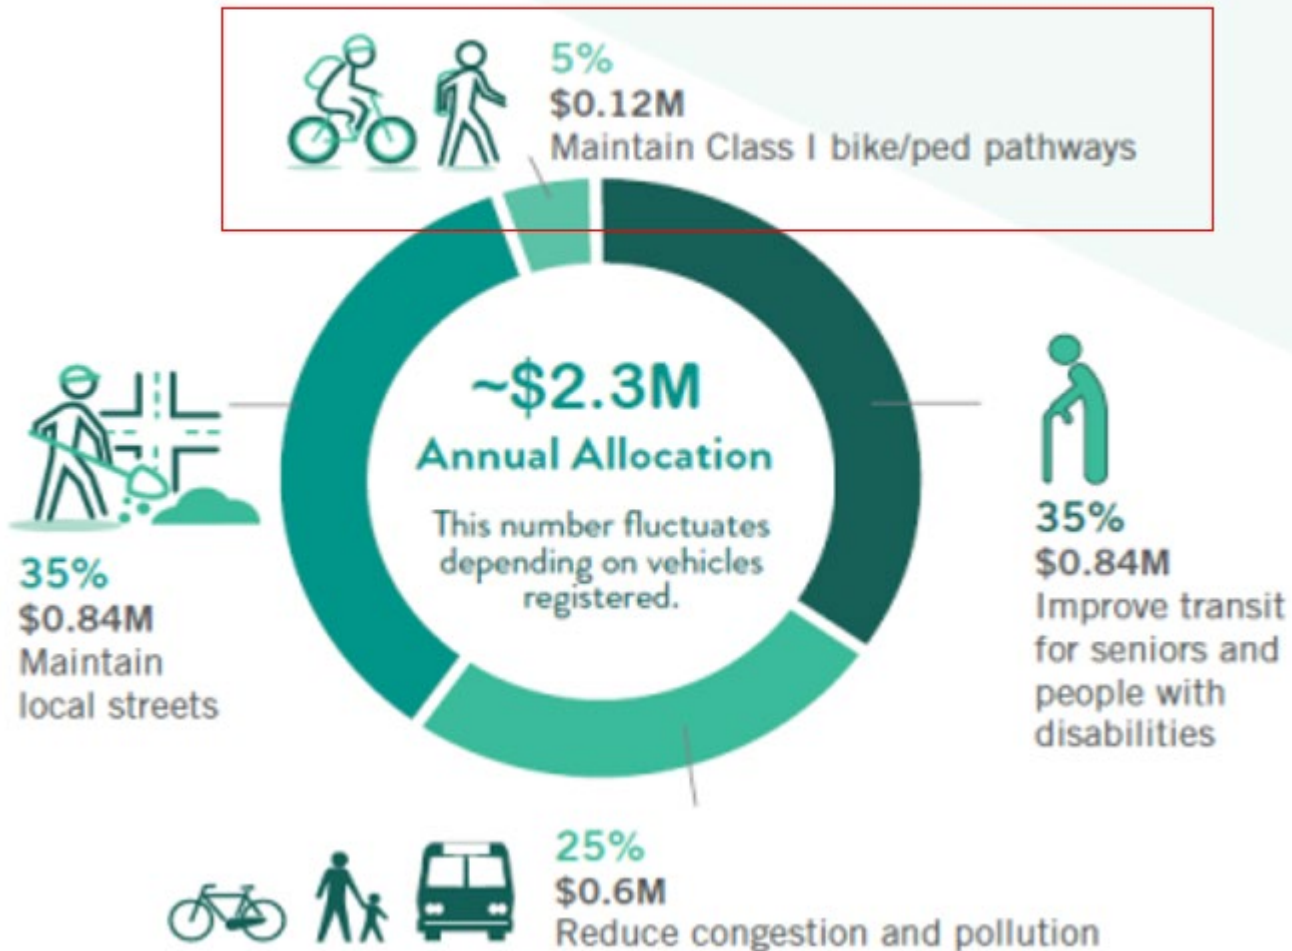 5%
$0.12M
Maintain Class I bike/ped pathways
~$2.3M
Annual Allocation
This number fluctuates
depending on vehicles
registered.
35%
$0.84M
Improve transit
for seniors and
people with
disabilities
35%
$0.84M
Maintain
local streets
25%
$0.6M
Reduce congestion and pollution